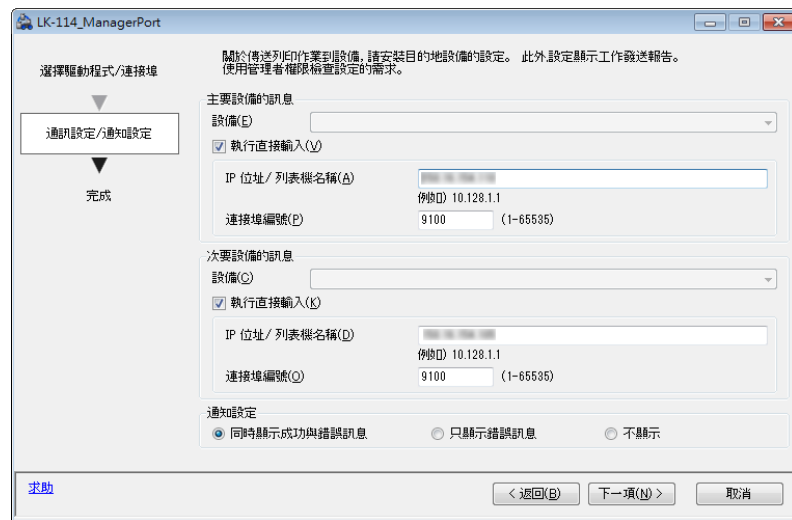 LK-114_ManagerPort
選擇驅動程式/連接埠
通訊設定/通知設定
完成
關於傳送列印作業到設備,請安裝目的地設備的設定。 此外,設定顯示工作發送報告。
使用管理者權限檢查設定的需求。
主要設備的訊息
設備(E)
執行直接輸入(V)
IP 位址/ 列表機名稱(A)
例如) 10.128.1.1
連接埠編號(P) 9100 (1-65535)
次要設備的訊息
設備(C)
執行直接輸入(K)
IP 位址/ 列表機名稱(D)
例如) 10.128.1.1
連接埠編號(O) 9100 (1-65535)
通知設定
同時顯示成功與錯誤訊息 只顯示錯誤訊息 不顯示
求助
< 返回(B) 下一項(N) > 取消